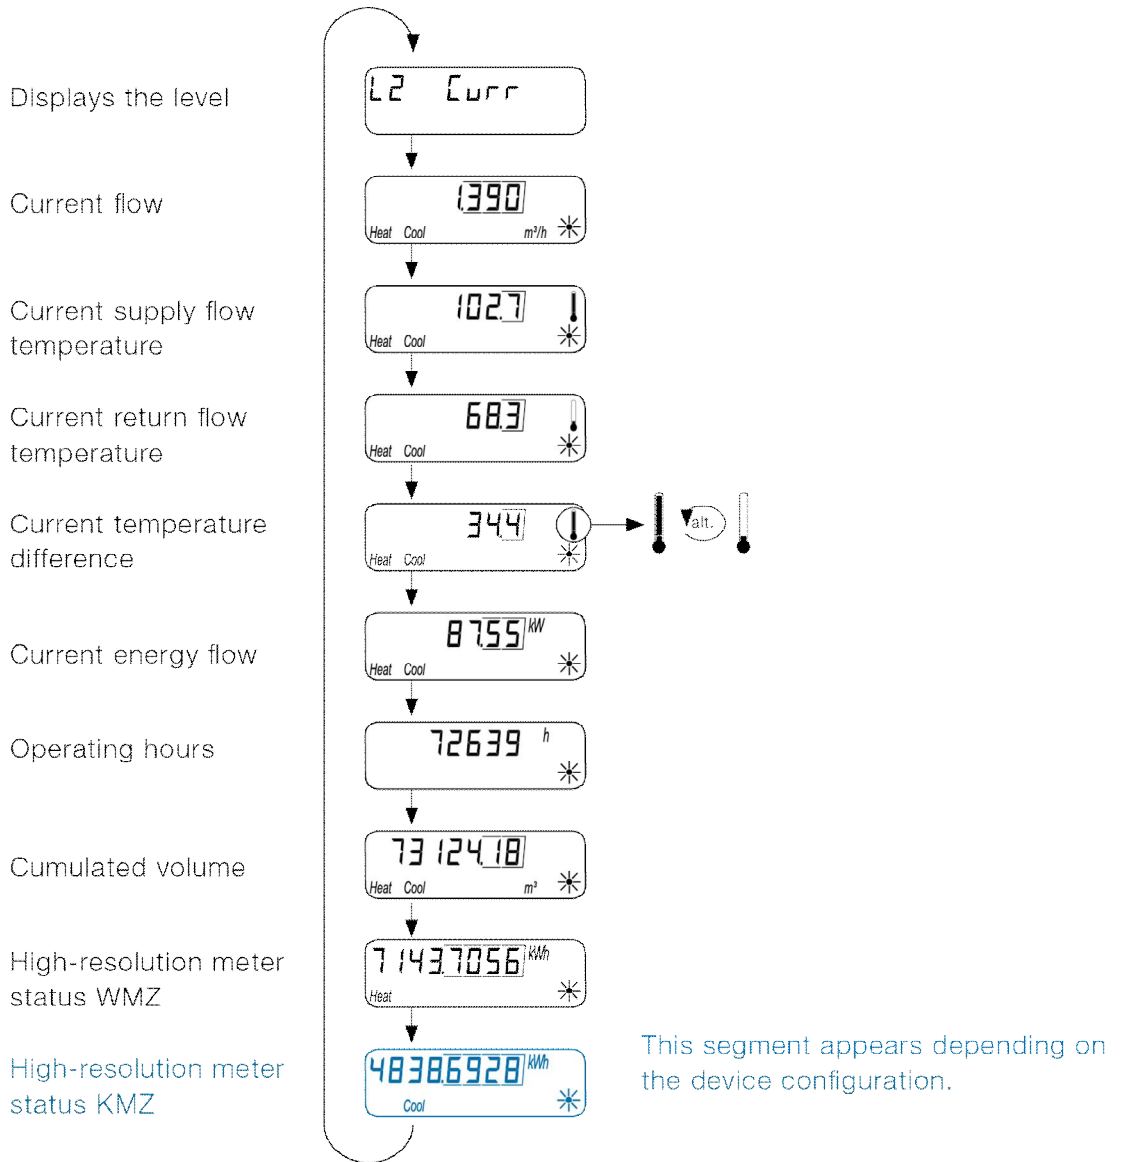 Displays the level
L2 Curr
Current flow
1.390
Heat Cool m³/h
Current supply flow
temperature
102.7
Heat Cool
Current return flow
temperature
68.3
Heat Cool
Current temperature
difference
34.4
Heat Cool
alt.
Current energy flow
87.55 kW
Heat Cool
Operating hours
72639 h
Cumulated volume
73124.18
Heat Cool m³
High-resolution meter
status WMZ
7143.7056 kWh
Heat
High-resolution meter
status KMZ
4838.6928 kWh
Cool
This segment appears depending on
the device configuration.